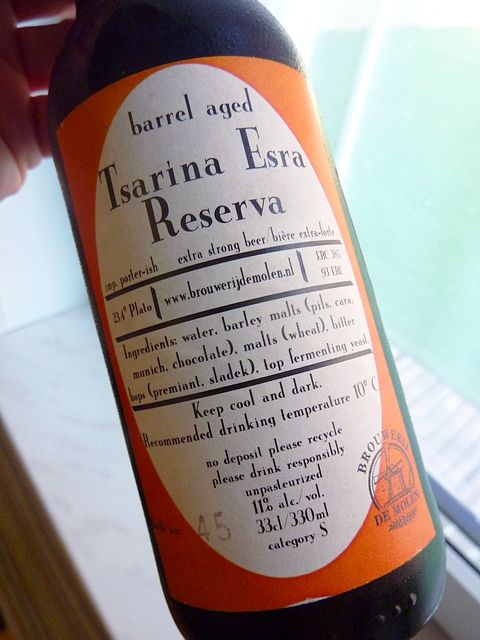 barrel aged
Tsarina Esra
Reserva
imp. porter-ish extra strong beer/bière extra-forte
23,4° Plato www.brouwerijdemolen.nl EBC 385
93 EBU
Ingredients: water, barley malts (pils, cara,
munich, chocolate), malts (wheat), bitter
hops (premiant, sladek), top fermenting yeast.
Keep cool and dark.
Recommended drinking temperature 10° C
no deposit please recycle
please drink responsibly
unpasteurized
11% alc./vol.
33cl/330ml
category S
45
BROUWERIJ
DE MOLEN